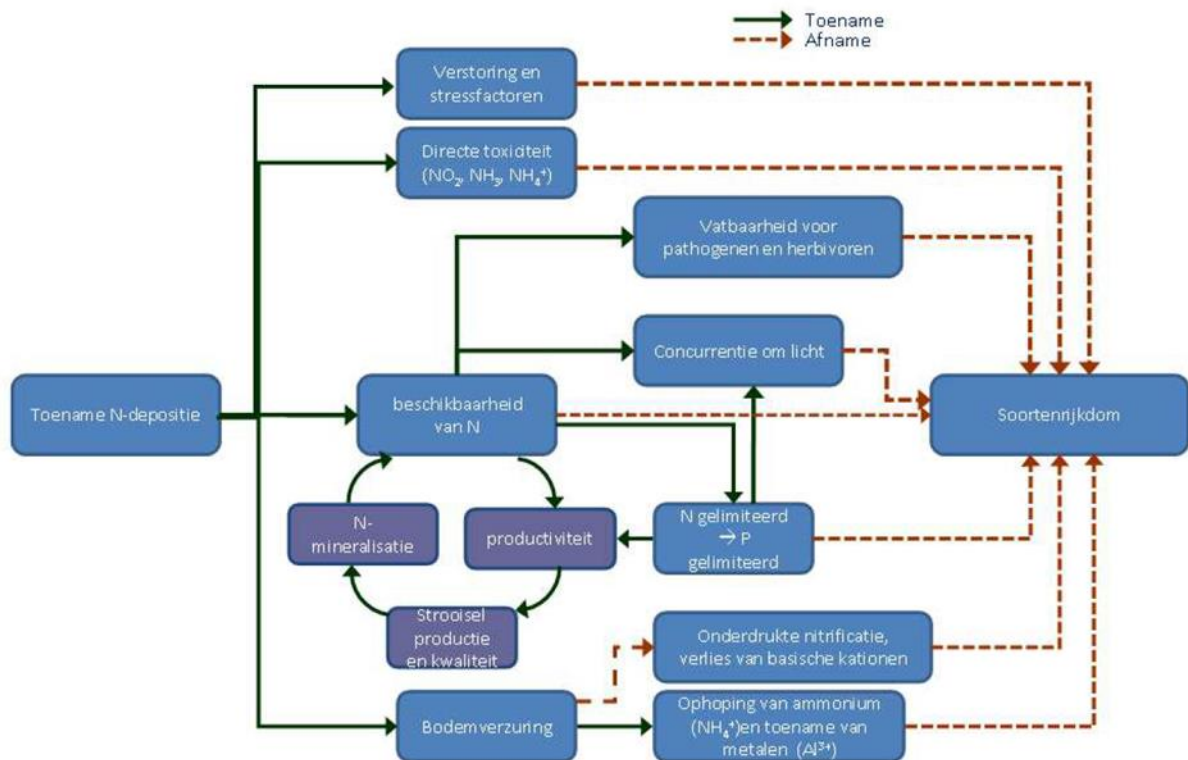 Toename
Afname
Verstoring en
stressfactoren
Directe toxiciteit
(NO₂, NH₃, NH₄⁺)
Vatbaarheid voor
pathogenen en herbivoren
Concurrentie om licht
Toename N-depositie
beschikbaarheid
van N
Soortenrijkdom
N-
mineralisatie
productiviteit
N gelimiteerd
→ P
gelimiteerd
Strooisel
productie
en kwaliteit
Onderdrukte nitrificatie,
verlies van basische kationen
Bodemverzuring
Ophoping van ammonium
(NH₄⁺)en toename van
metalen (Al³⁺)